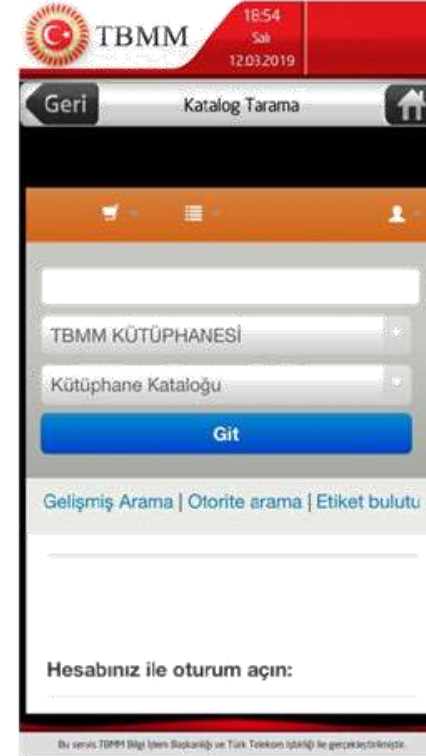 TBMM
18:54
Salı
12.03.2019
Geri
Katalog Tarama
TBMM KÜTÜPHANESİ
Kütüphane Kataloğu
Git
Gelişmiş Arama | Otorite arama | Etiket bulutu
Hesabınız ile oturum açın:
Bu servis TBMM Bilgi İşlem Başkanlığı ve Türk Telekom işbirliği ile gerçekleştirilmiştir.